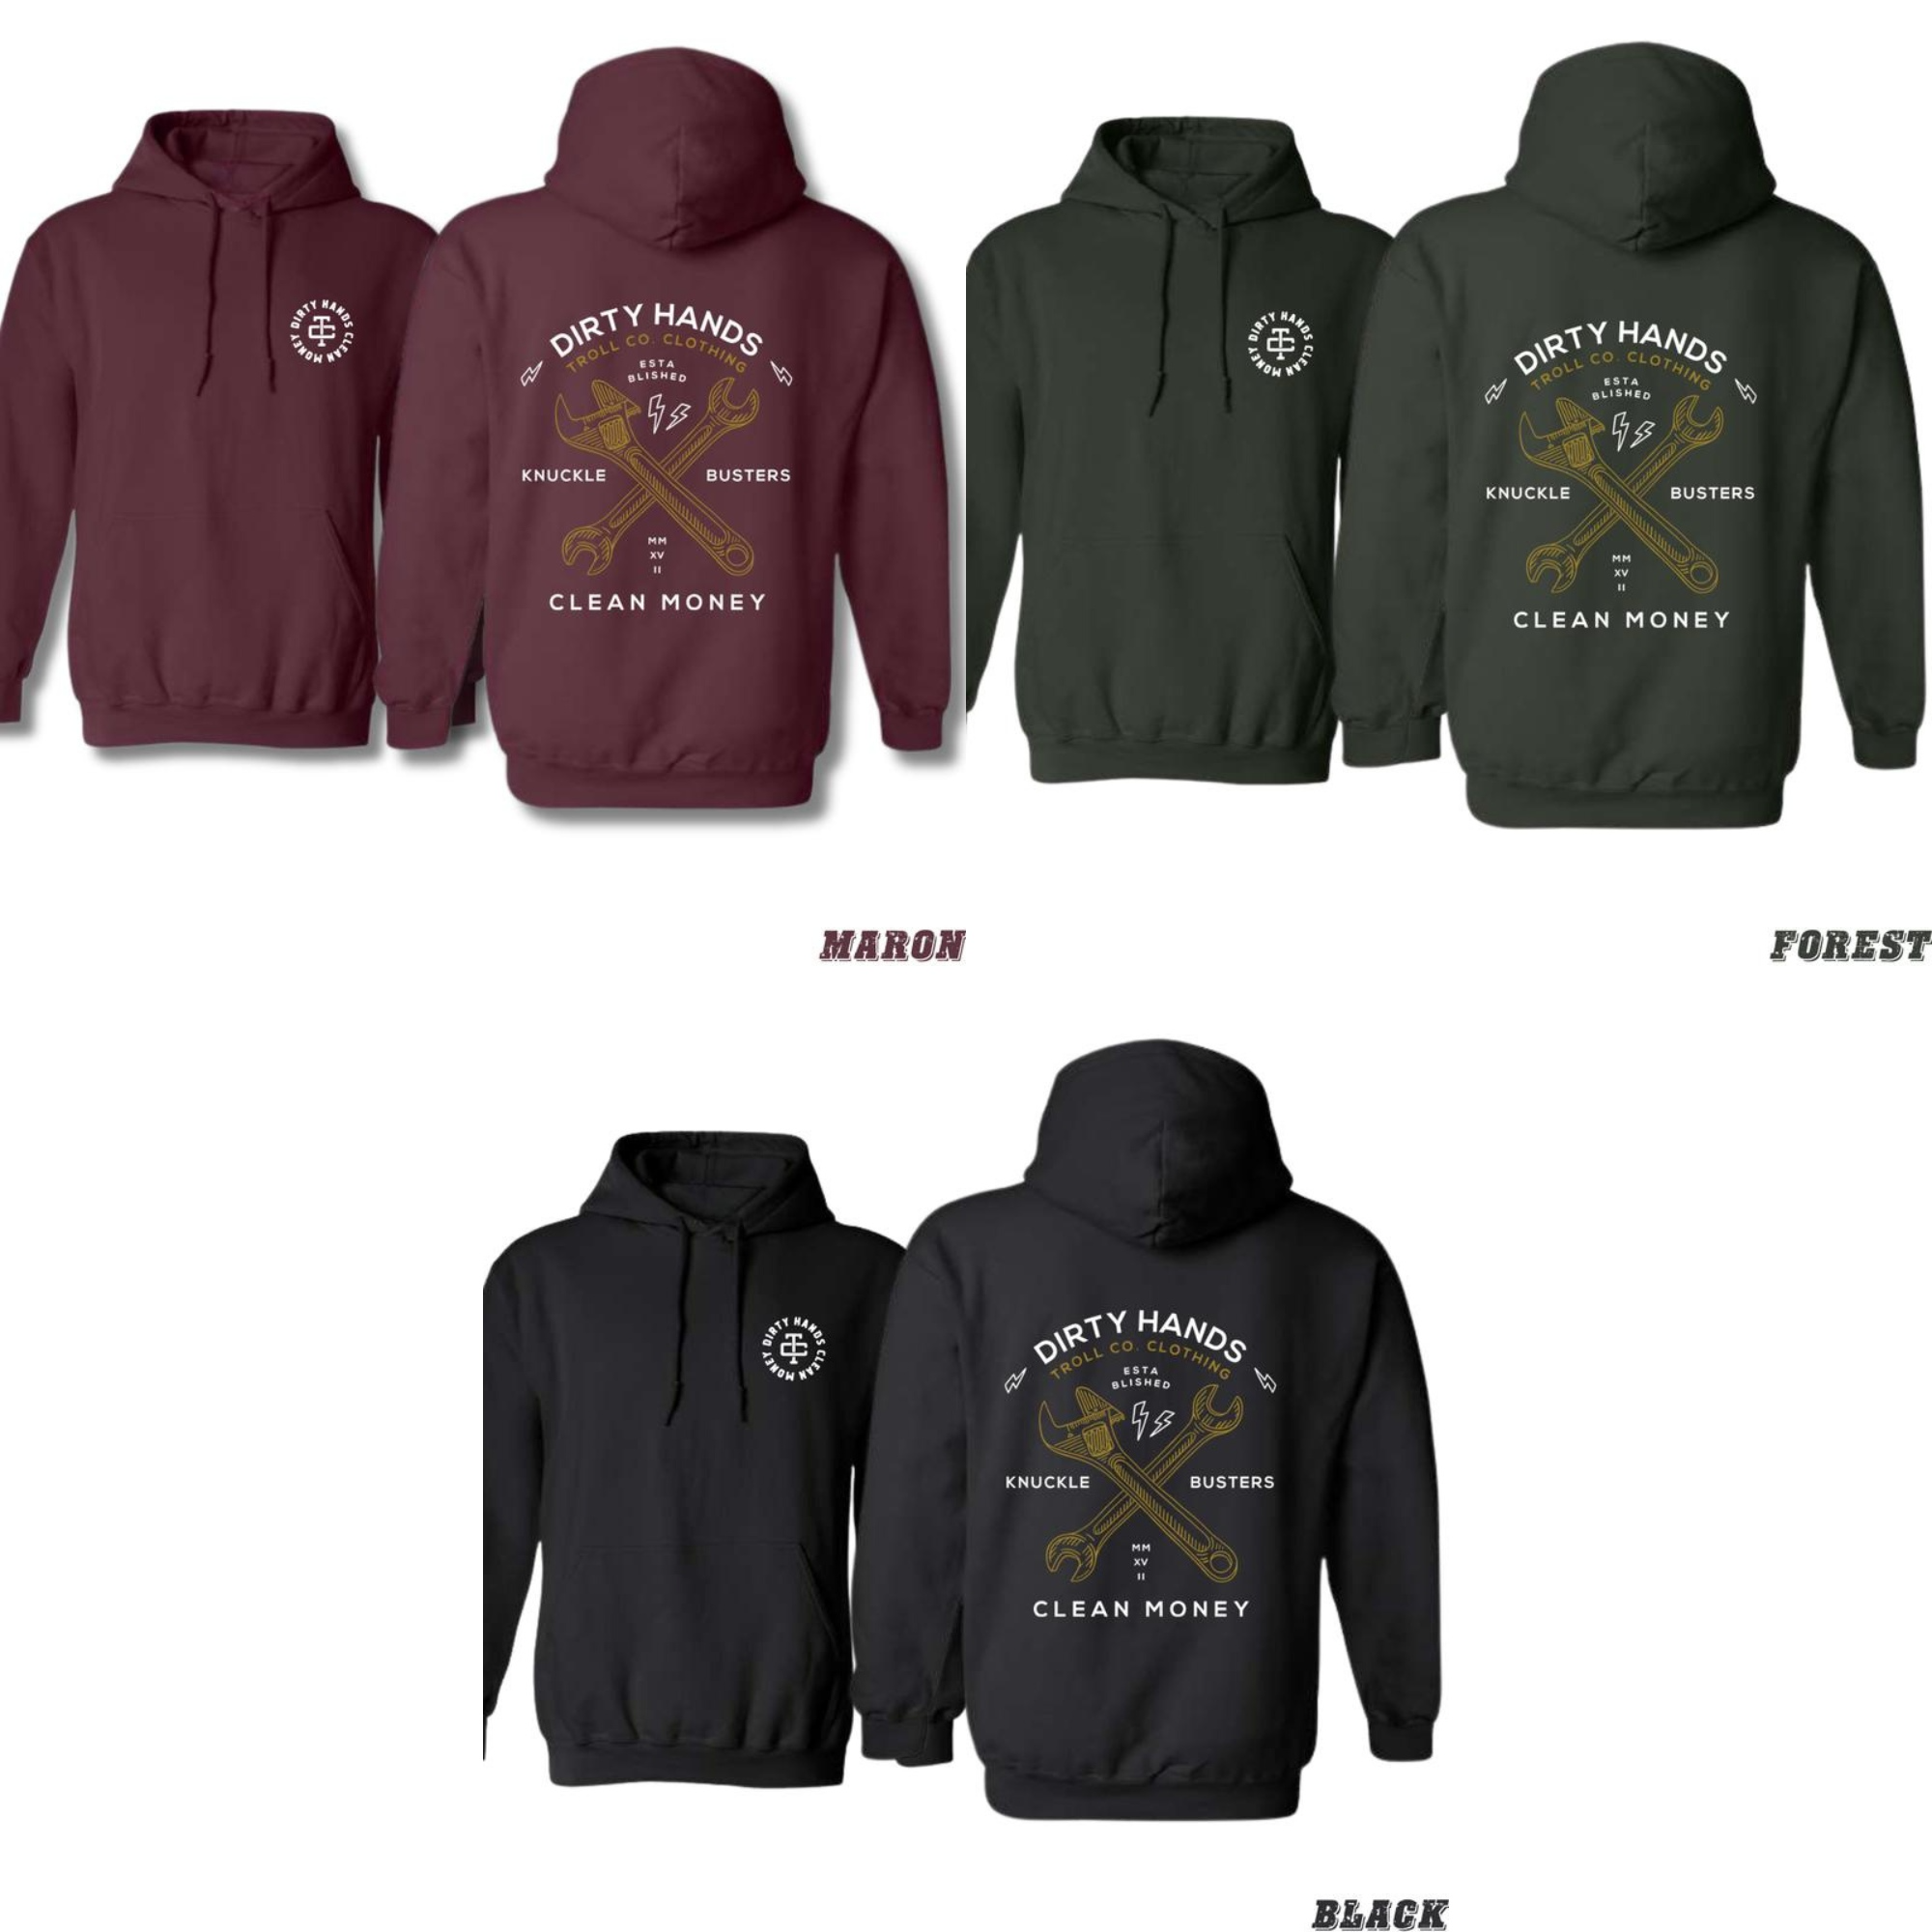 DIRTY HANDS CLEAN MONEY
TC
DIRTY HANDS
TROLL CO. CLOTHING
ESTA
BLISHED
KNUCKLE BUSTERS
MM
XV
II
CLEAN MONEY
MARON
DIRTY HANDS CLEAN MONEY
TC
DIRTY HANDS
TROLL CO. CLOTHING
ESTA
BLISHED
KNUCKLE BUSTERS
MM
XV
II
CLEAN MONEY
FOREST
DIRTY HANDS CLEAN MONEY
TC
DIRTY HANDS
TROLL CO. CLOTHING
ESTA
BLISHED
KNUCKLE BUSTERS
MM
XV
II
CLEAN MONEY
BLACK